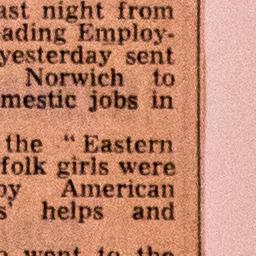 ast night from
ading Employ-
yesterday sent
Norwich to
mestic jobs in
the "Eastern
folk girls were
by American
s' helps and
went to the